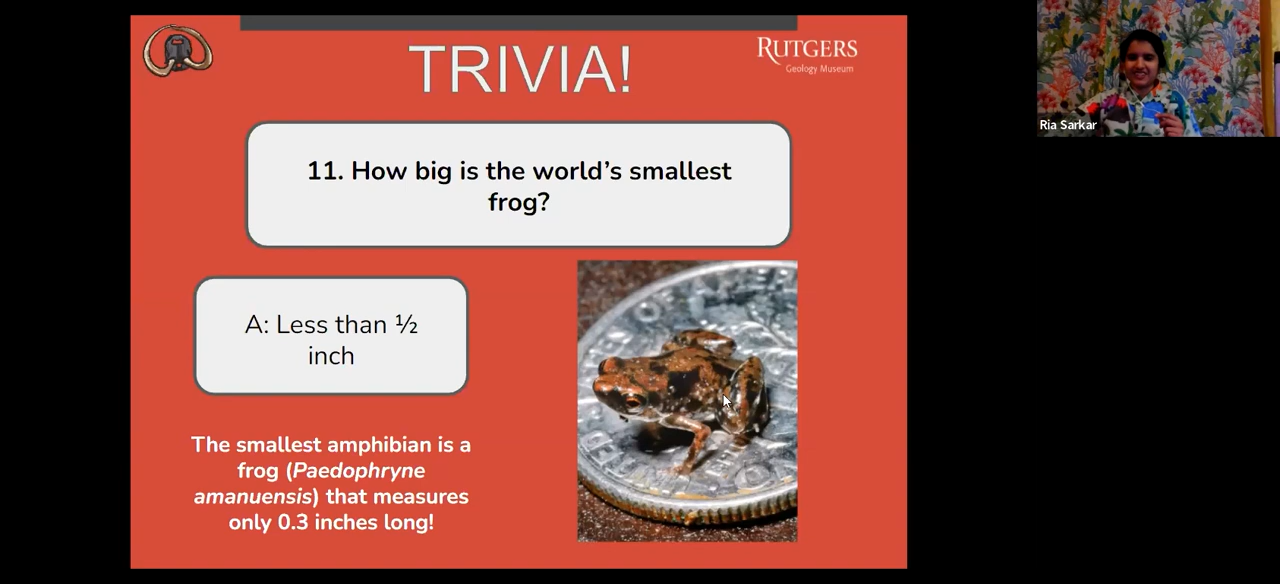 TRIVIA!
RUTGERS
Geology Museum
Ria Sarkar
11. How big is the world’s smallest
frog?
A: Less than ½
inch
The smallest amphibian is a
frog (Paedophryne
amanuensis) that measures
only 0.3 inches long!